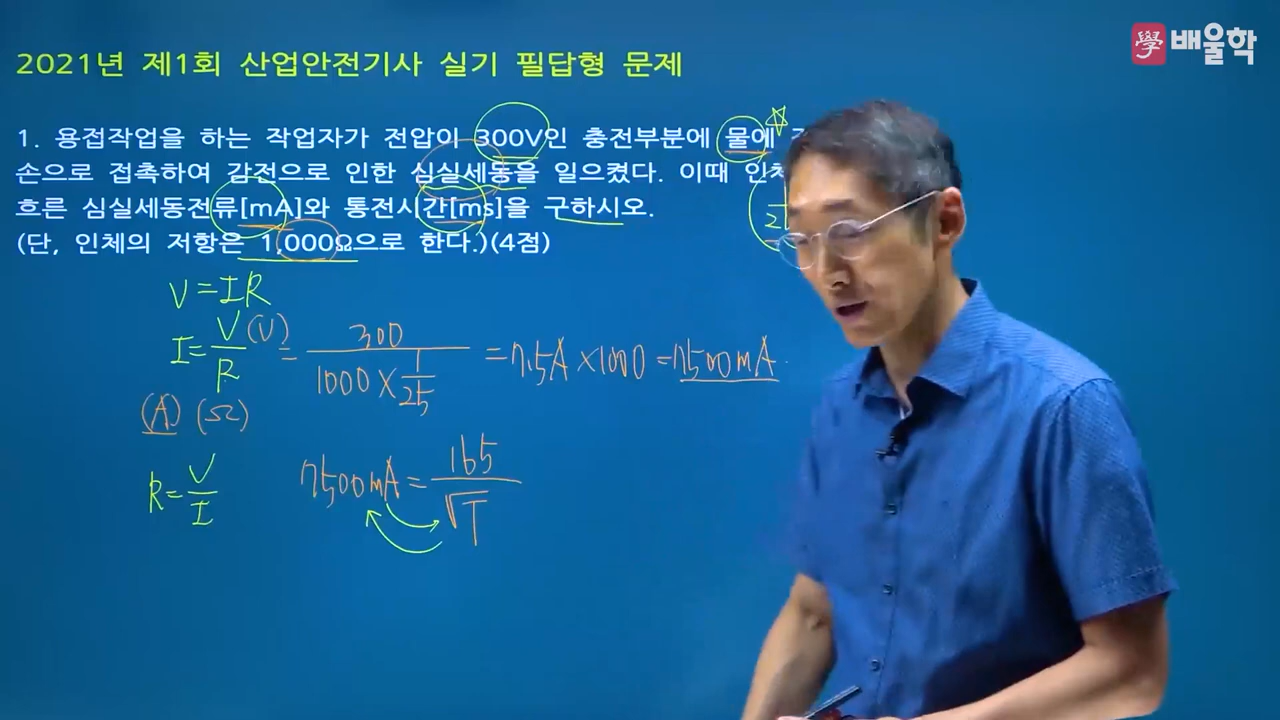 學 배울학
2021년 제1회 산업안전기사 실기 필답형 문제
1. 용접작업을 하는 작업자가 전압이 300V인 충전부분에 물에
손으로 접촉하여 감전으로 인한 심실세동을 일으켰다. 이때 인체
흐른 심실세동전류[mA]와 통전시간[ms]을 구하시오.
(단, 인체의 저항은 1,000Ω으로 한다.)(4점)
V=IR
I=V/R (V) = 300/(1000×1/25) = 7.5A×1000 = 7500mA.
(A) (Ω)
R=V/I
7500mA=165/√T